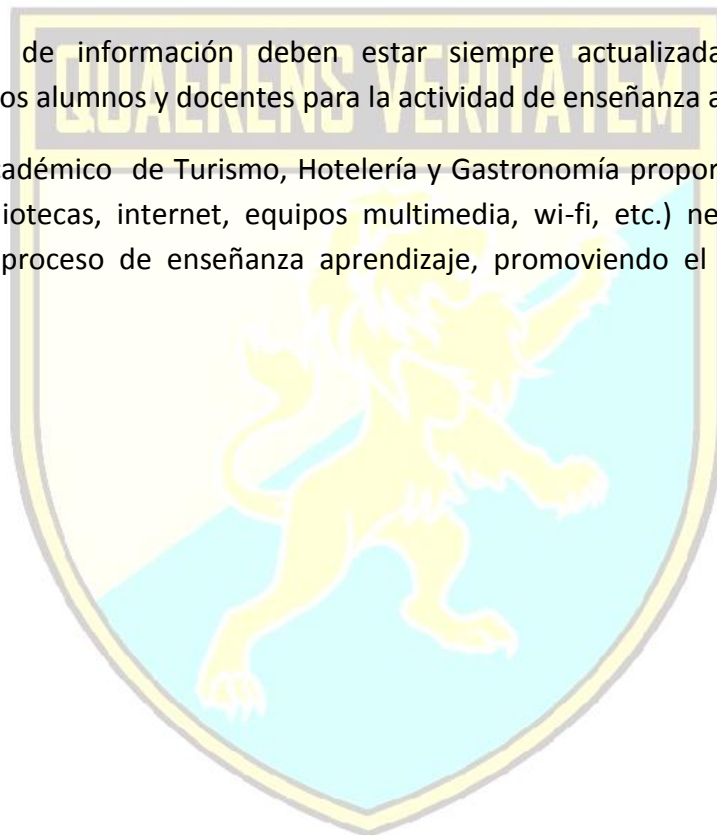 QUAERENS VERITATEM
de información deben estar siempre actualizada
os alumnos y docentes para la actividad de enseñanza a
cadémico de Turismo, Hotelería y Gastronomía propor
iotecas, internet, equipos multimedia, wi-fi, etc.) ne
proceso de enseñanza aprendizaje, promoviendo el